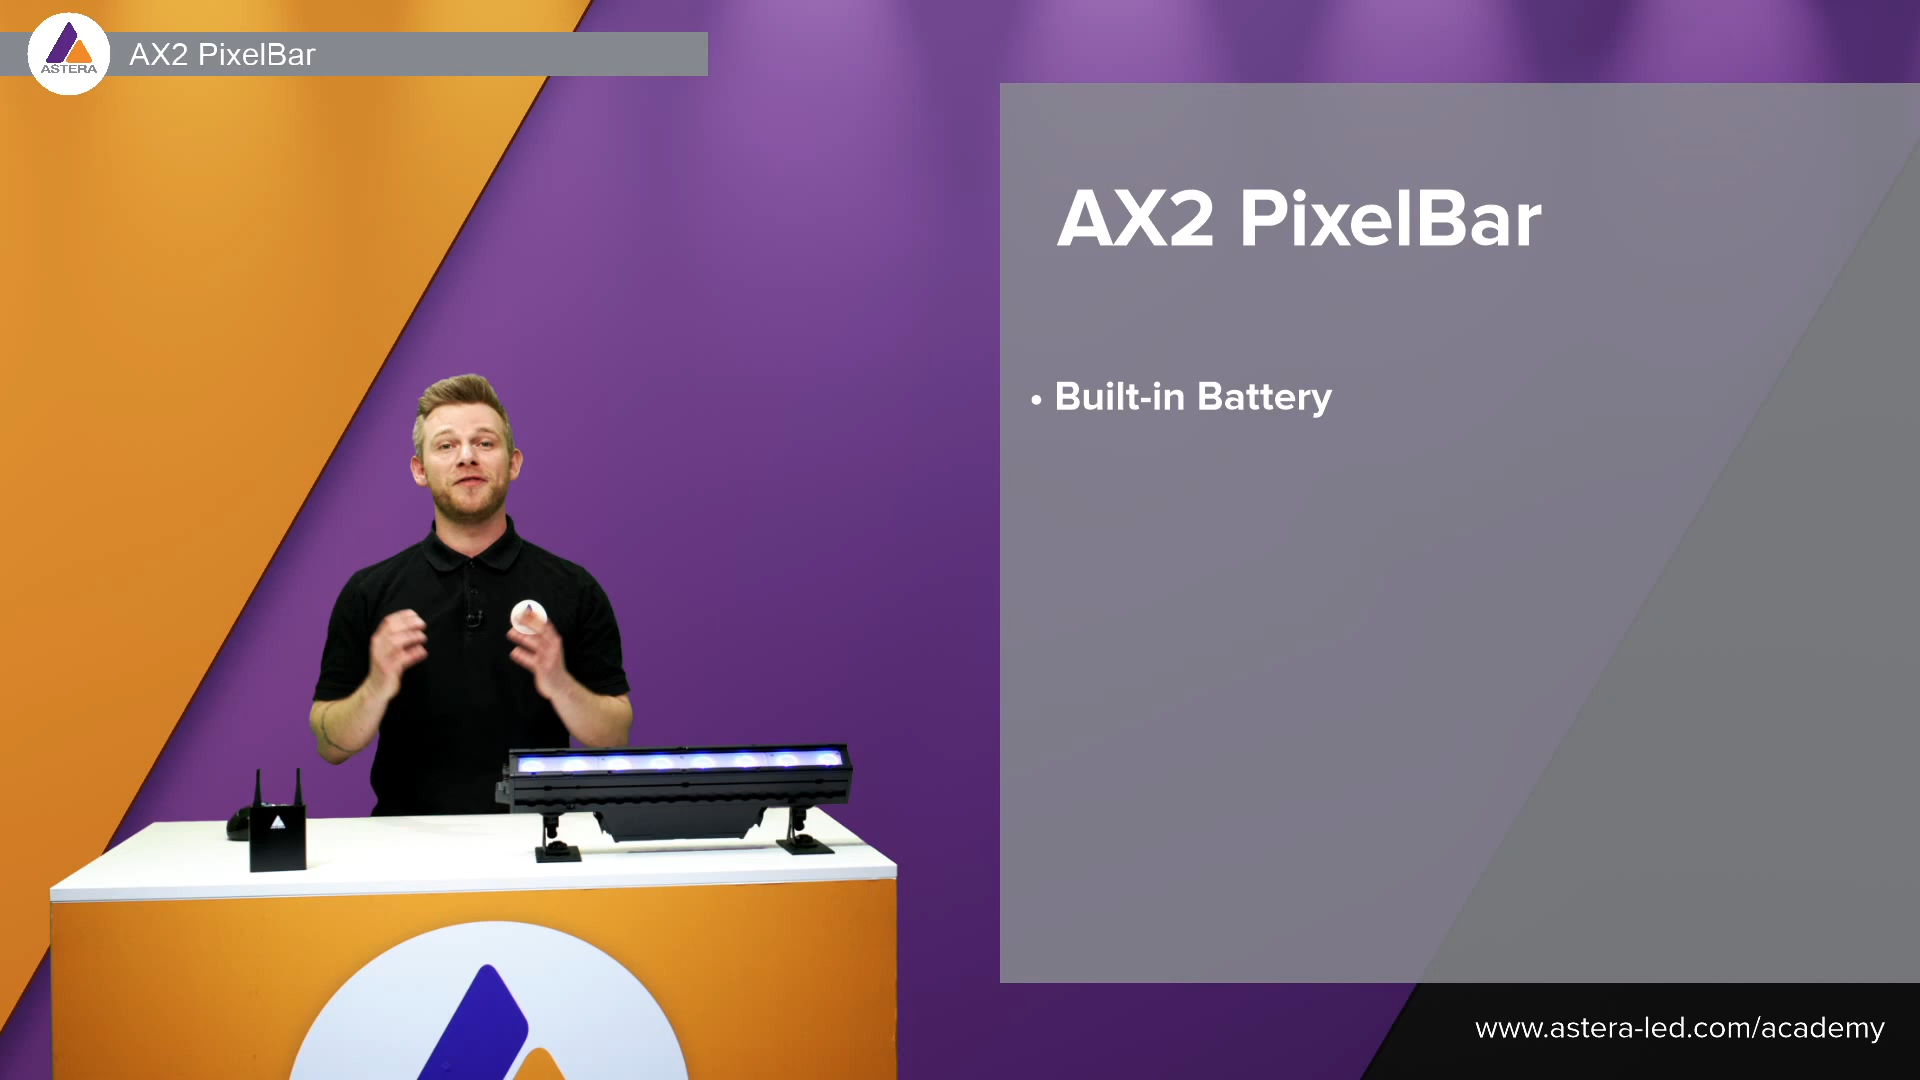 ASTERA
AX2 PixelBar
AX2 PixelBar
• Built-in Battery
www.astera-led.com/academy